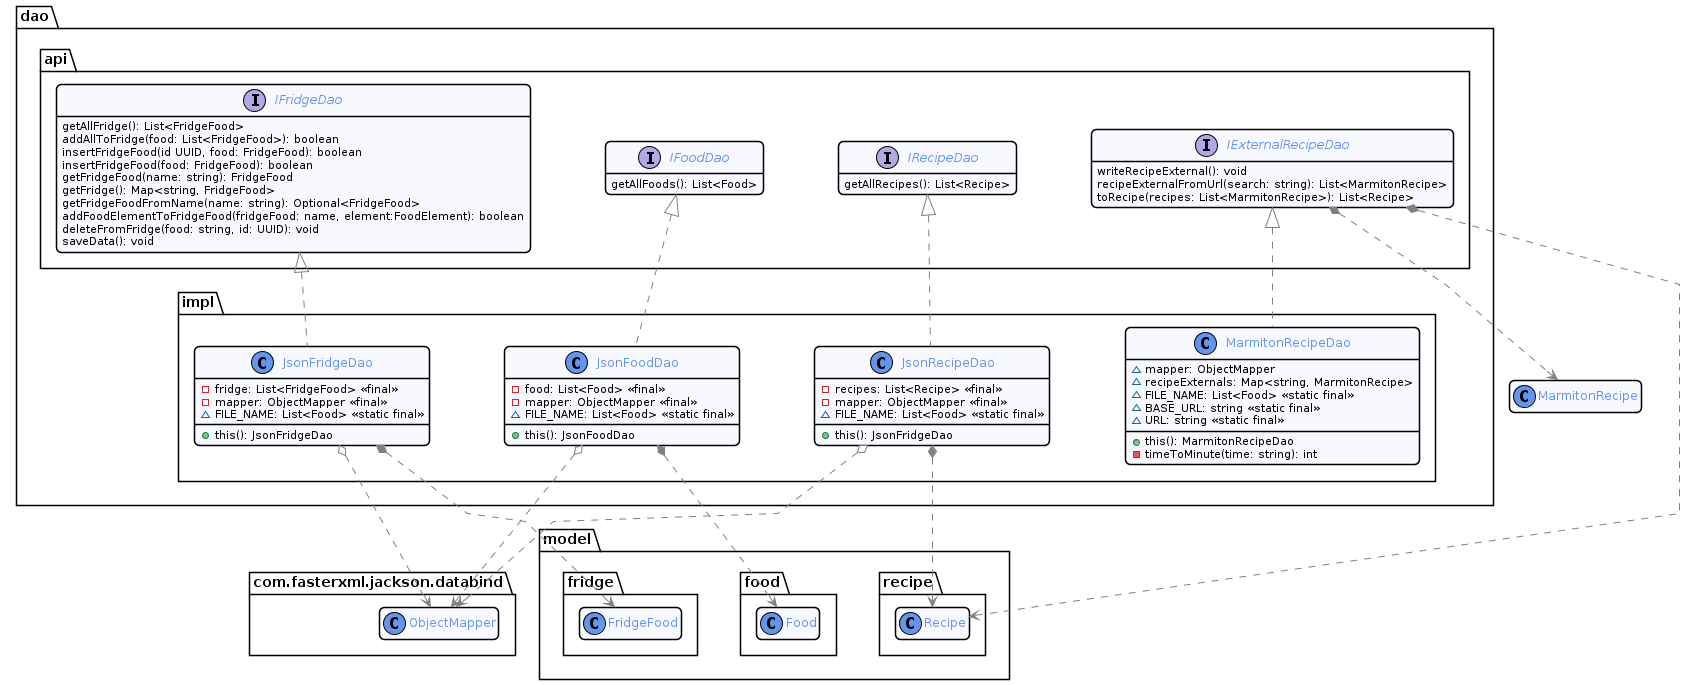 dao
api
I IFridgeDao
getAllFridge(): List<FridgeFood>
addAllToFridge(food: List<FridgeFood>): boolean
insertFridgeFood(id UUID, food: FridgeFood): boolean
insertFridgeFood(food: FridgeFood): boolean
getFridgeFood(name: string): FridgeFood
getFridge(): Map<string, FridgeFood>
getFridgeFoodFromName(name: string): Optional<FridgeFood>
addFoodElementToFridgeFood(fridgeFood: name, element:FoodElement): boolean
deleteFromFridge(food: string, id: UUID): void
saveData(): void
I IFoodDao
getAllFoods(): List<Food>
I IRecipeDao
getAllRecipes(): List<Recipe>
I IExternalRecipeDao
writeRecipeExternal(): void
recipeExternalFromUrl(search: string): List<MarmitonRecipe>
toRecipe(recipes: List<MarmitonRecipe>): List<Recipe>
impl
C JsonFridgeDao
fridge: List<FridgeFood> «final»
mapper: ObjectMapper «final»
FILE_NAME: List<Food> «static final»
this(): JsonFridgeDao
C JsonFoodDao
food: List<Food> «final»
mapper: ObjectMapper «final»
FILE_NAME: List<Food> «static final»
this(): JsonFoodDao
C JsonRecipeDao
recipes: List<Recipe> «final»
mapper: ObjectMapper «final»
FILE_NAME: List<Food> «static final»
this(): JsonFridgeDao
C MarmitonRecipeDao
mapper: ObjectMapper
recipeExternals: Map<string, MarmitonRecipe>
FILE_NAME: List<Food> «static final»
BASE_URL: string «static final»
URL: string «static final»
this(): MarmitonRecipeDao
timeToMinute(time: string): int
C MarmitonRecipe
com.fasterxml.jackson.databind
C ObjectMapper
model
fridge
C FridgeFood
food
C Food
recipe
C Recipe